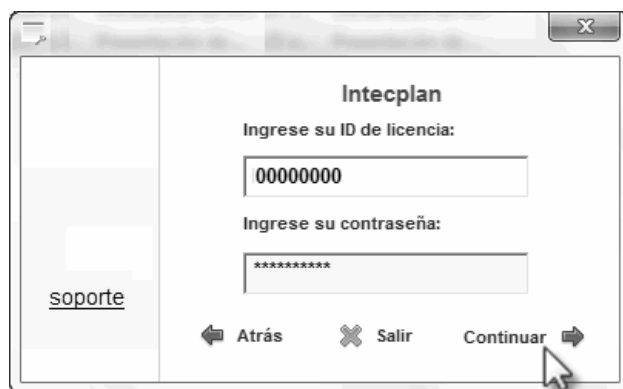 Intecplan
Ingrese su ID de licencia:
00000000
Ingrese su contraseña:
**********
soporte
Atrás
Salir
Continuar